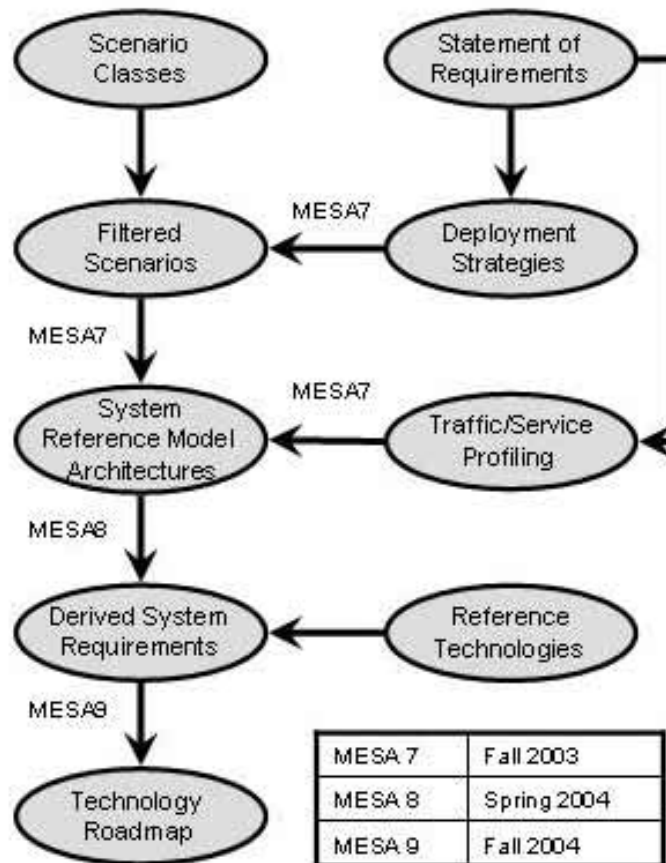 Scenario
Classes
Statement of
Requirements
MESA7
Filtered
Scenarios
Deployment
Strategies
MESA7
MESA7
System
Reference Model
Architectures
Traffic/Service
Profiling
MESA8
Derived System
Requirements
Reference
Technologies
MESA9
Technology
Roadmap
MESA 7 Fall 2003
MESA 8 Spring 2004
MESA 9 Fall 2004